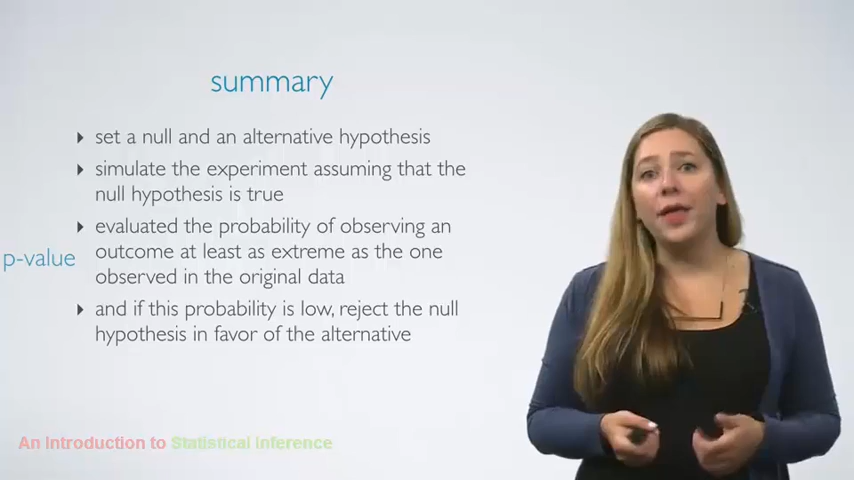 summary
set a null and an alternative hypothesis
simulate the experiment assuming that the
null hypothesis is true
evaluated the probability of observing an
p-value outcome at least as extreme as the one
observed in the original data
and if this probability is low, reject the null
hypothesis in favor of the alternative
An Introduction to Statistical Inference